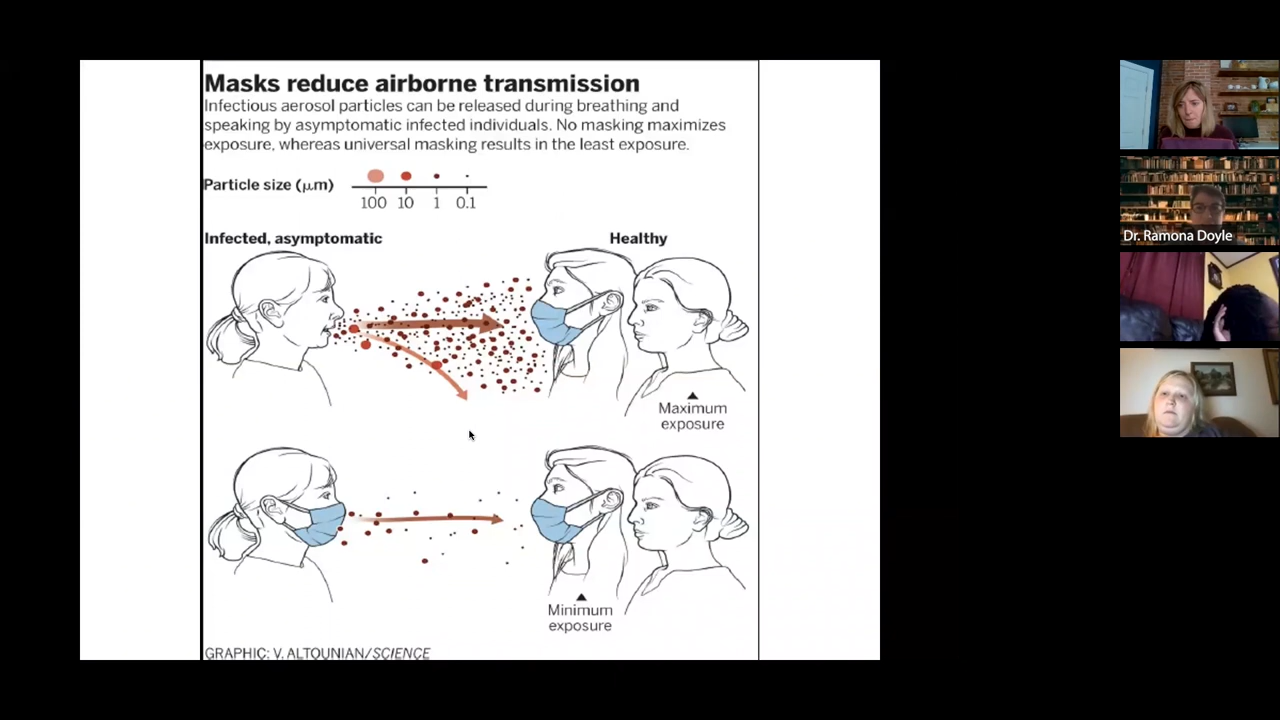 Masks reduce airborne transmission
Infectious aerosol particles can be released during breathing and
speaking by asymptomatic infected individuals. No masking maximizes
exposure, whereas universal masking results in the least exposure.
Particle size (μm)
100 10 1 0.1
Infected, asymptomatic Healthy
Maximum
exposure
Minimum
exposure
GRAPHIC: V. ALTOUNIAN/SCIENCE
Dr. Ramona Doyle